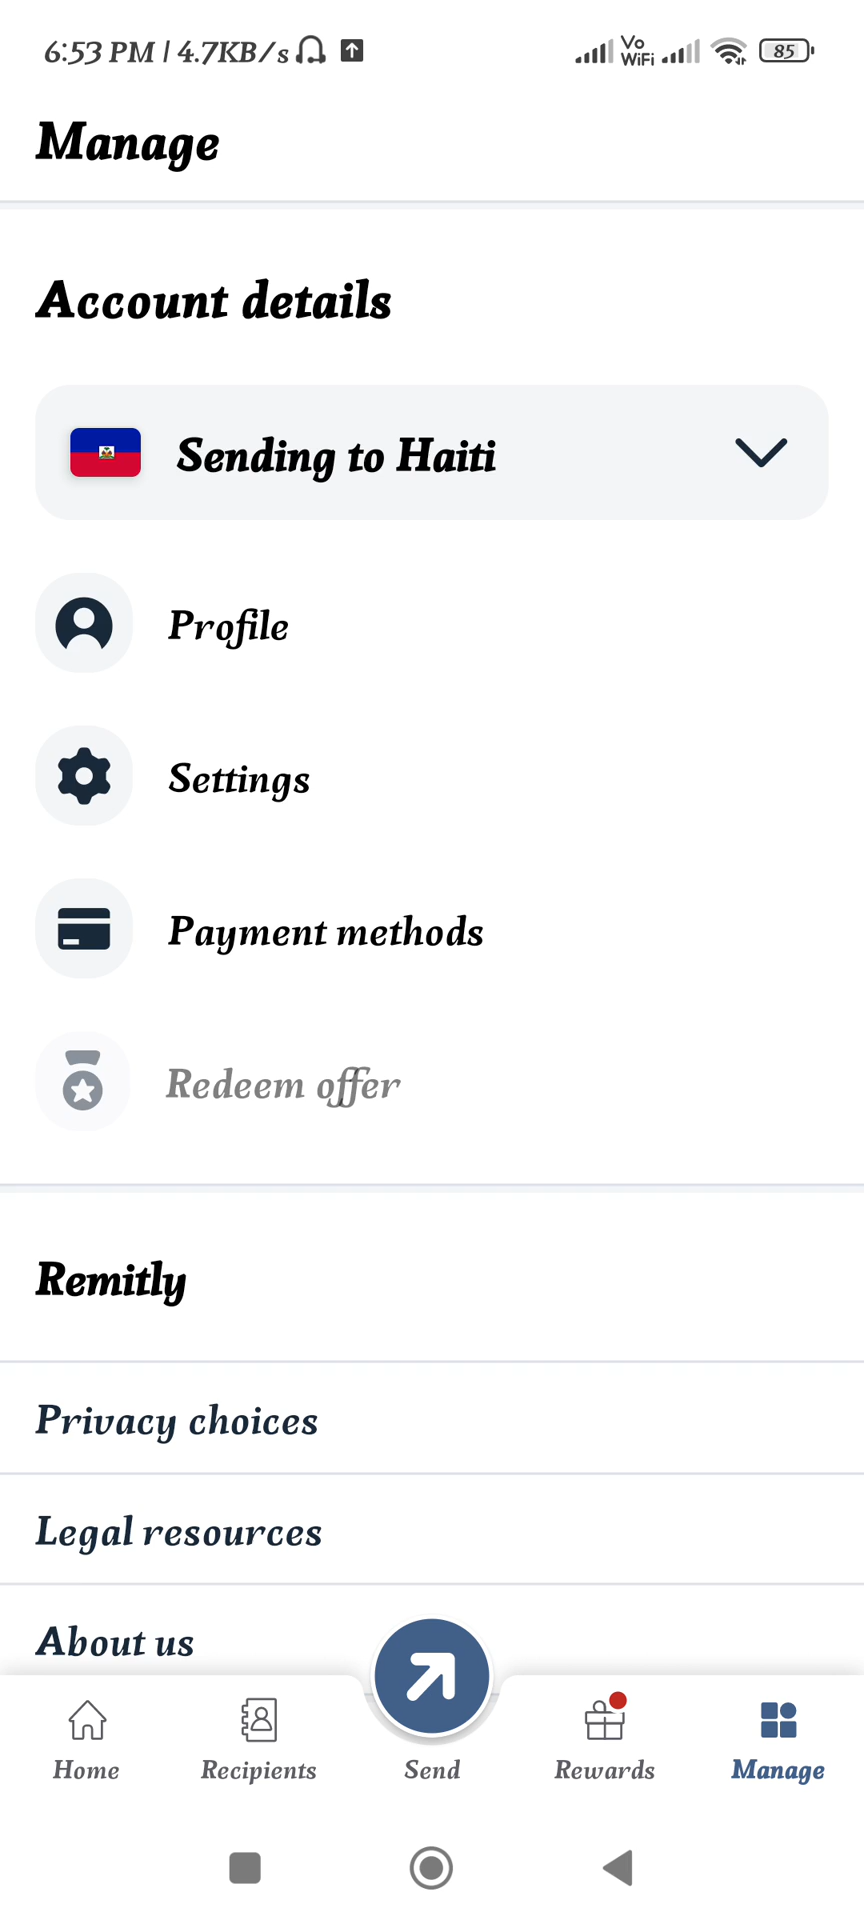 6:53 PM | 4.7KB/s
Vo
WiFi
85
Manage
Account details
Sending to Haiti
Profile
Settings
Payment methods
Redeem offer
Remitly
Privacy choices
Legal resources
About us
Home
Recipients
Send
Rewards
Manage